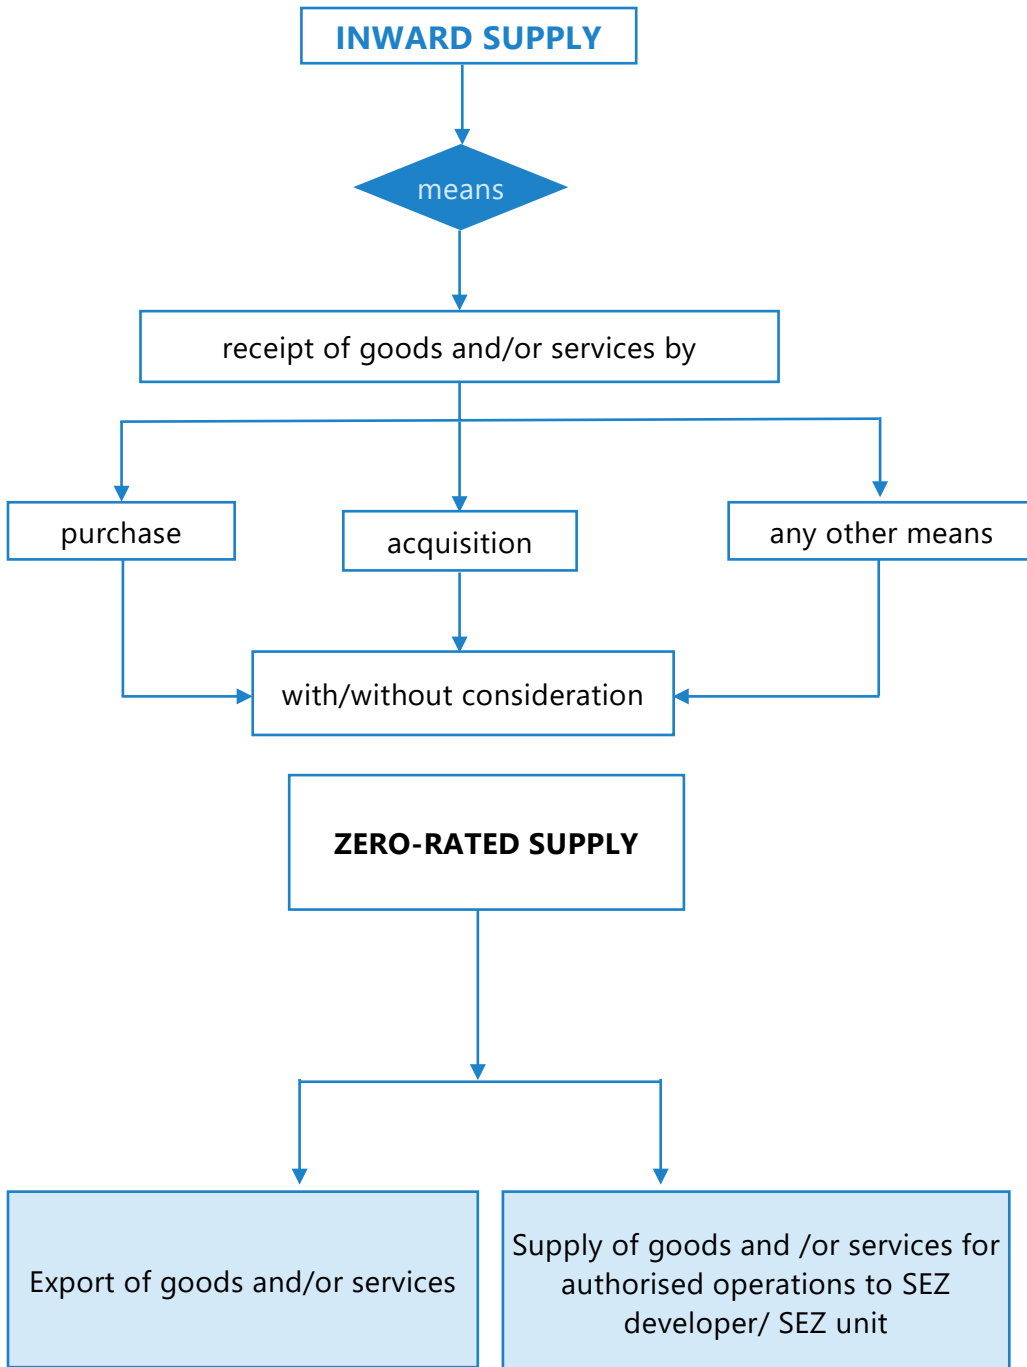 INWARD SUPPLY
means
receipt of goods and/or services by
purchase
acquisition
any other means
with/without consideration
ZERO-RATED SUPPLY
Export of goods and/or services
Supply of goods and /or services for
authorised operations to SEZ
developer/ SEZ unit